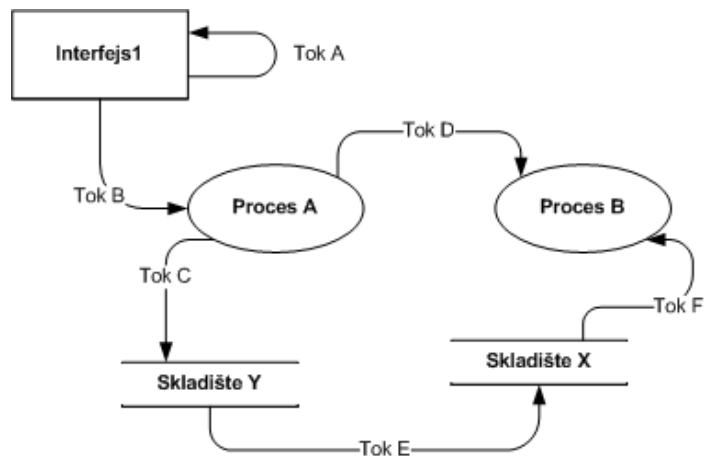 Interfejs1
Tok A
Tok D
Tok B
Proces A
Proces B
Tok C
Tok F
Skladište X
Skladište Y
Tok E